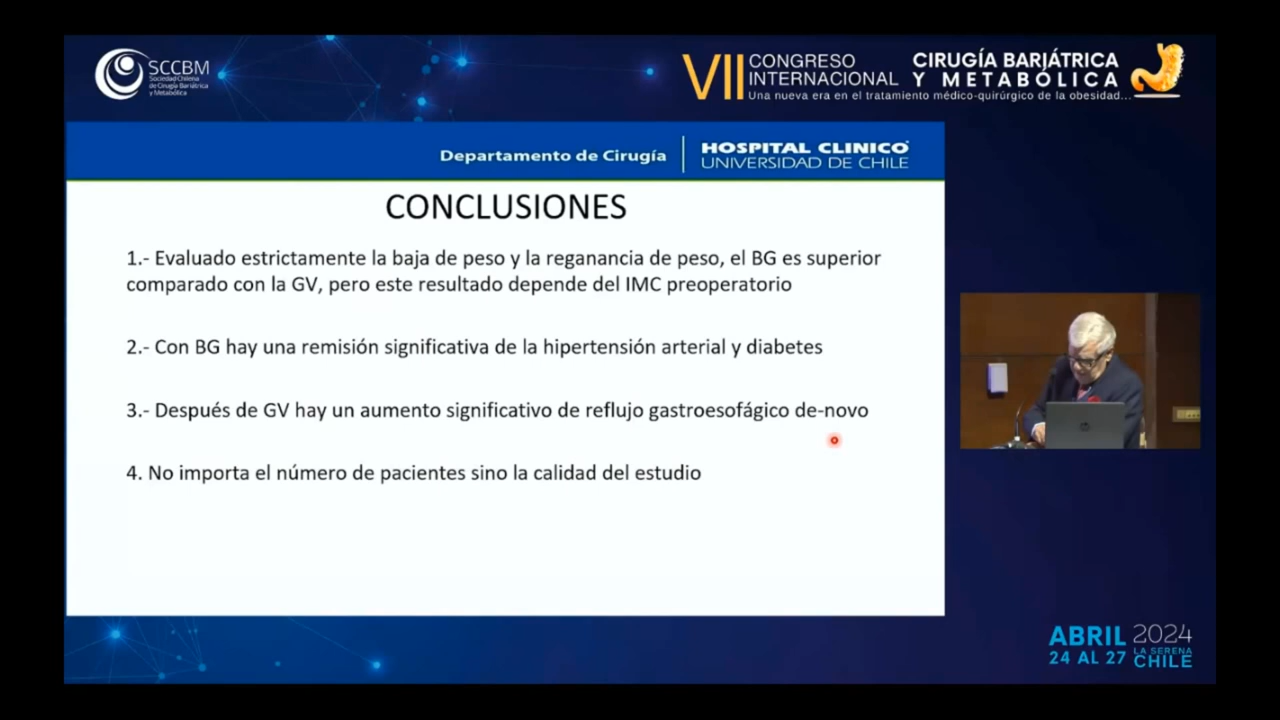 SCCBM
Sociedad Chilena
de Cirugía Bariátrica
y Metabólica
VII CONGRESO
INTERNACIONAL
CIRUGÍA BARIÁTRICA
Y METABÓLICA
Una nueva era en el tratamiento médico-quirúrgico de la obesidad...
Departamento de Cirugía
HOSPITAL CLINICO
UNIVERSIDAD DE CHILE
CONCLUSIONES
1.- Evaluado estrictamente la baja de peso y la reganancia de peso, el BG es superior
comparado con la GV, pero este resultado depende del IMC preoperatorio
2.- Con BG hay una remisión significativa de la hipertensión arterial y diabetes
3.- Después de GV hay un aumento significativo de reflujo gastroesofágico de-novo
4. No importa el número de pacientes sino la calidad del estudio
ABRIL 2024
24 AL 27
LA SERENA
CHILE